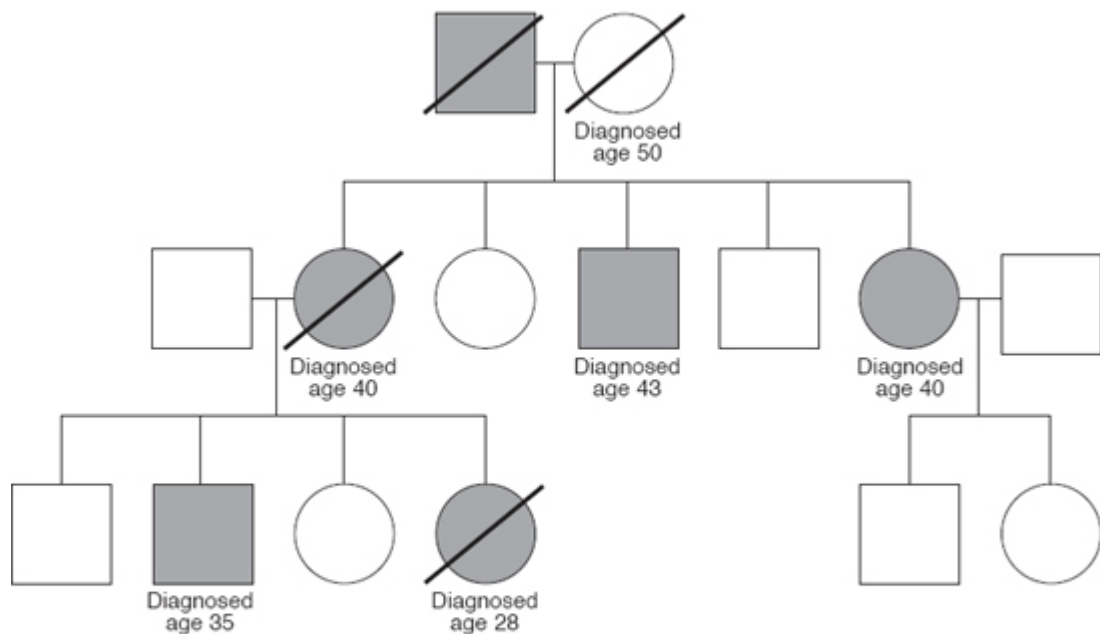 Diagnosed
age 50
Diagnosed
age 40
Diagnosed
age 43
Diagnosed
age 40
Diagnosed
age 35
Diagnosed
age 28